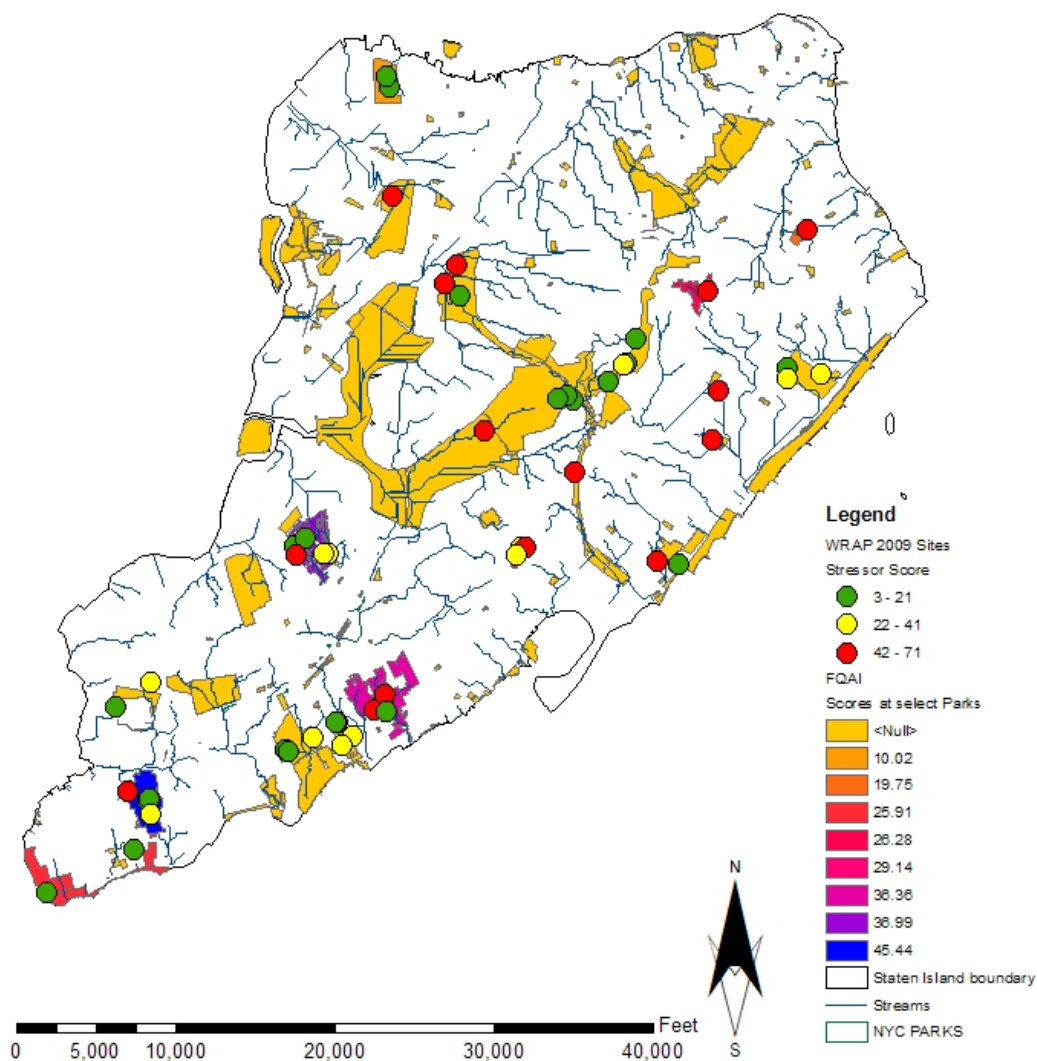 Legend
WRAP 2009 Sites
Stressor Score
3 - 21
22 - 41
42 - 71
FQAI
Scores at select Parks
<Null>
10.02
19.75
25.91
26.28
29.14
36.36
36.99
45.44
Staten Island boundary
Streams
NYC PARKS
N
S
Feet
0 5,000 10,000 20,000 30,000 40,000